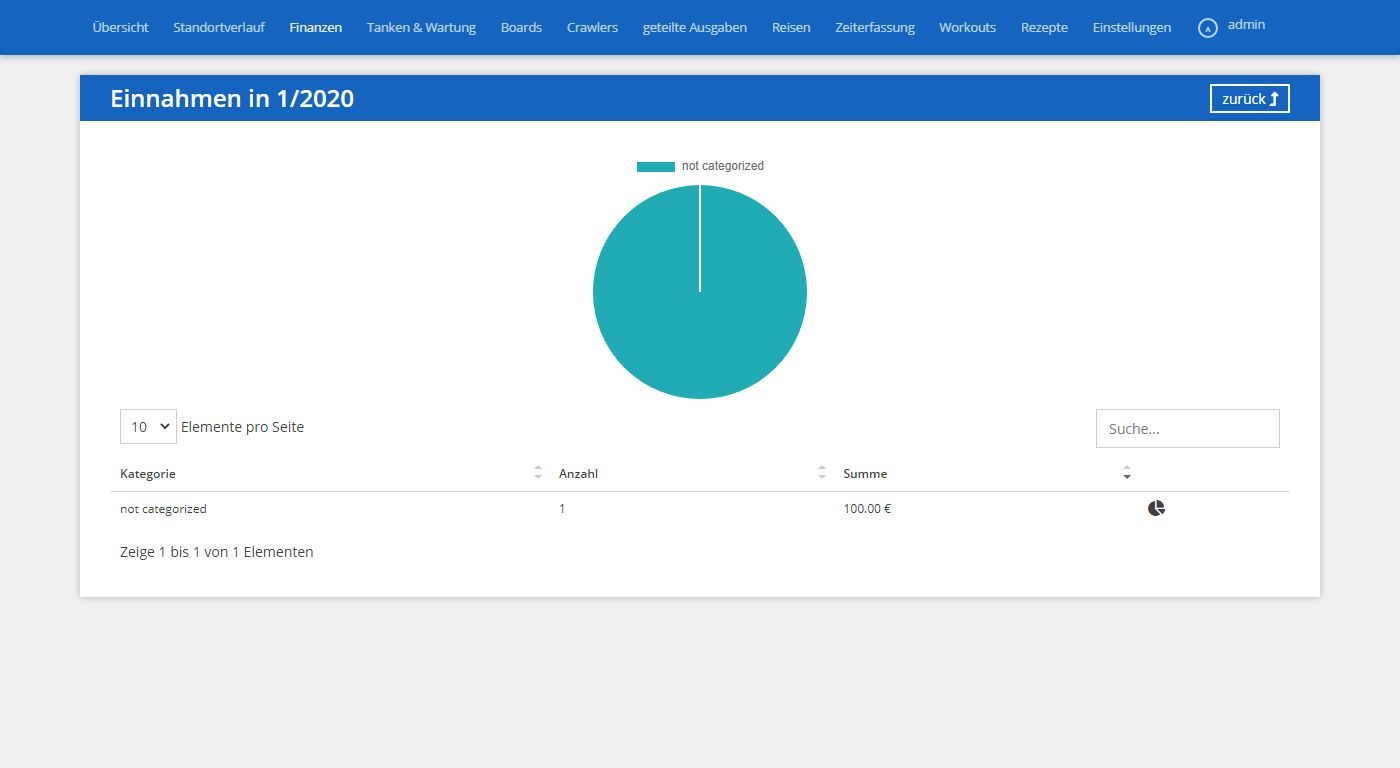 Übersicht Standortverlauf Finanzen Tanken & Wartung Boards Crawlers geteilte Ausgaben Reisen Zeiterfassung Workouts Rezepte Einstellungen A admin
Einnahmen in 1/2020 zurück
not categorized
10 Elemente pro Seite Suche...
Kategorie Anzahl Summe
not categorized 1 100.00 €
Zeige 1 bis 1 von 1 Elementen